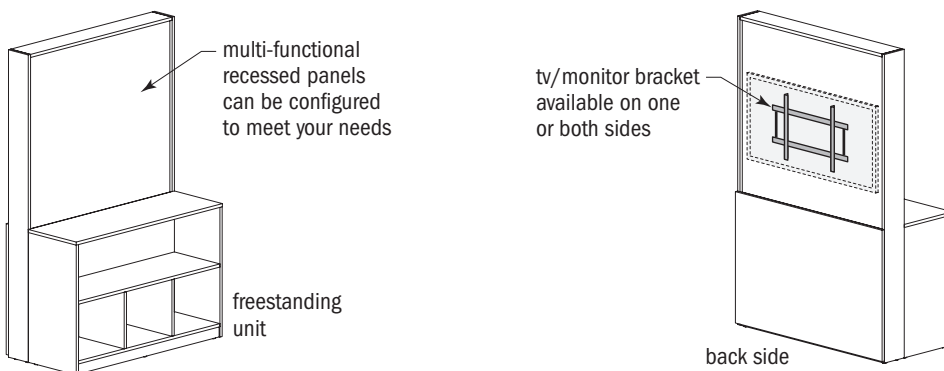 multi-functional
recessed panels
can be configured
to meet your needs
tv/monitor bracket
available on one
or both sides
freestanding
unit
back side